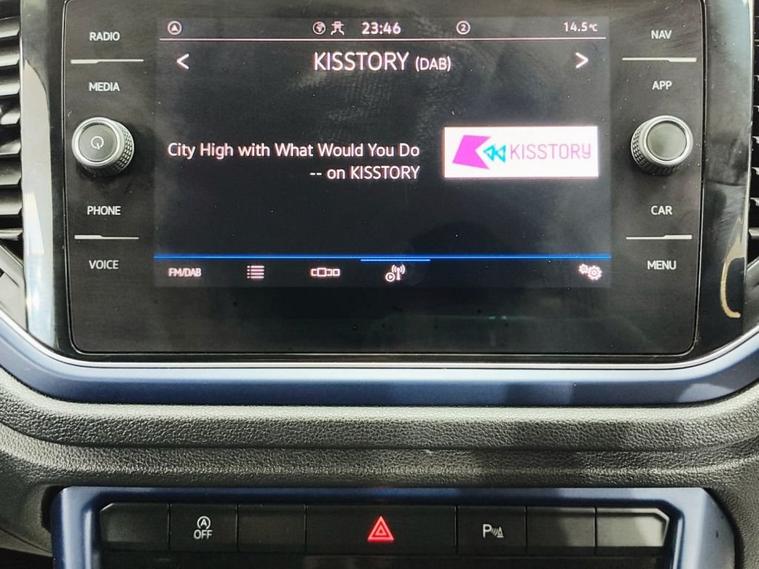 RADIO
MEDIA
PHONE
VOICE
23:46
2
14.5°C
< KISSTORY (DAB) >
City High with What Would You Do
-- on KISSTORY
KISSTORY
FM/DAB
NAV
APP
CAR
MENU
A
OFF
P